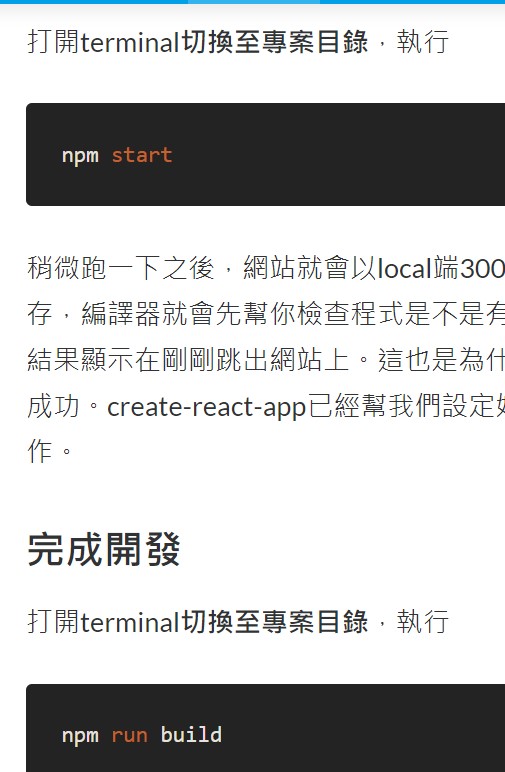 打開terminal切換至專案目錄，執行
npm start
稍微跑一下之後，網站就會以local端300
存，編譯器就會先幫你檢查程式是不是有
結果顯示在剛剛跳出網站上。這也是為什
成功。create-react-app已經幫我們設定
作。
完成開發
打開terminal切換至專案目錄，執行
npm run build